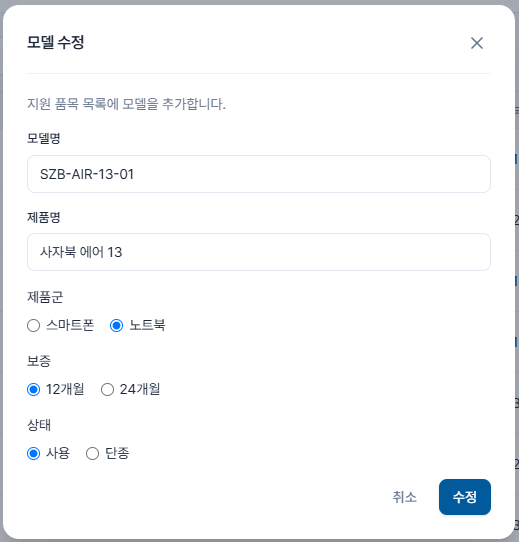 모델 수정
지원 품목 목록에 모델을 추가합니다.
모델명
SZB-AIR-13-01
제품명
사자북 에어 13
제품군
스마트폰 노트북
보증
12개월 24개월
상태
사용 단종
취소 수정